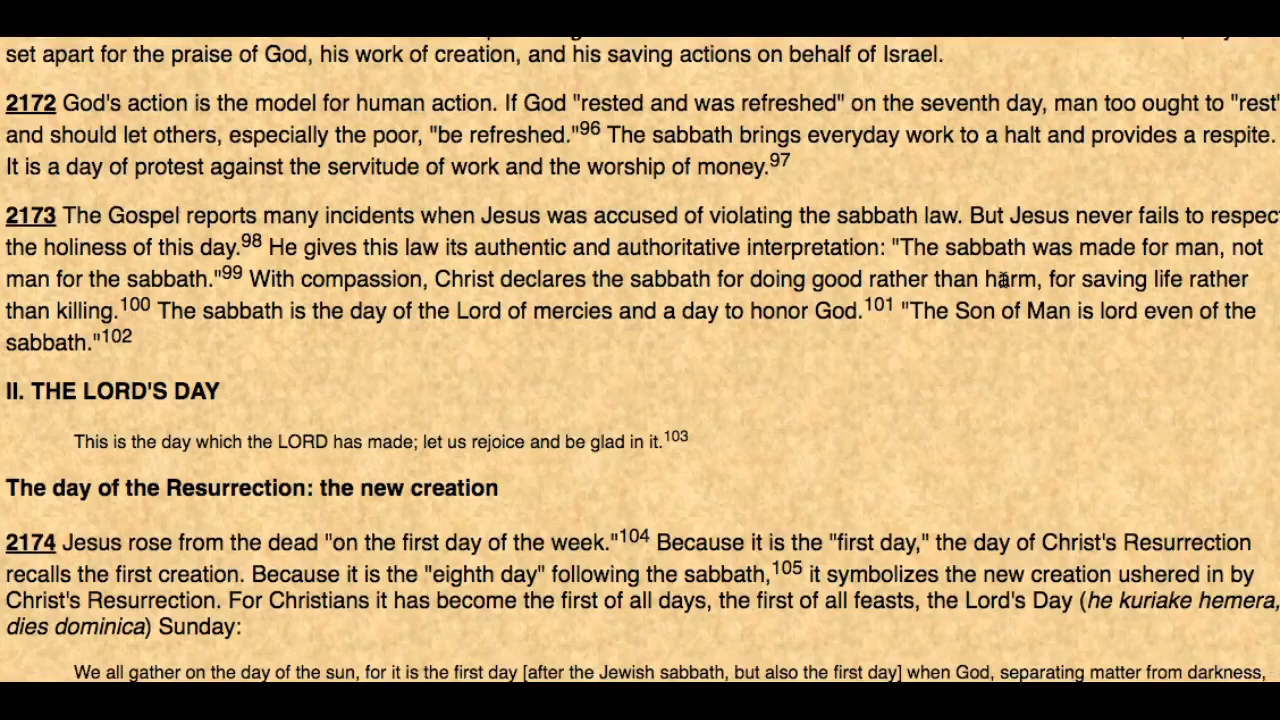 set apart for the praise of God, his work of creation, and his saving actions on behalf of Israel.
2172 God's action is the model for human action. If God "rested and was refreshed" on the seventh day, man too ought to "rest"
and should let others, especially the poor, "be refreshed."96 The sabbath brings everyday work to a halt and provides a respite.
It is a day of protest against the servitude of work and the worship of money.97
2173 The Gospel reports many incidents when Jesus was accused of violating the sabbath law. But Jesus never fails to respec
the holiness of this day.98 He gives this law its authentic and authoritative interpretation: "The sabbath was made for man, not
man for the sabbath."99 With compassion, Christ declares the sabbath for doing good rather than harm, for saving life rather
than killing.100 The sabbath is the day of the Lord of mercies and a day to honor God.101 "The Son of Man is lord even of the
sabbath."102
II. THE LORD'S DAY
This is the day which the LORD has made; let us rejoice and be glad in it.103
The day of the Resurrection: the new creation
2174 Jesus rose from the dead "on the first day of the week."104 Because it is the "first day," the day of Christ's Resurrection
recalls the first creation. Because it is the "eighth day" following the sabbath,105 it symbolizes the new creation ushered in by
Christ's Resurrection. For Christians it has become the first of all days, the first of all feasts, the Lord's Day (he kuriake hemera,
dies dominica) Sunday:
We all gather on the day of the sun, for it is the first day [after the Jewish sabbath, but also the first day] when God, separating matter from darkness,